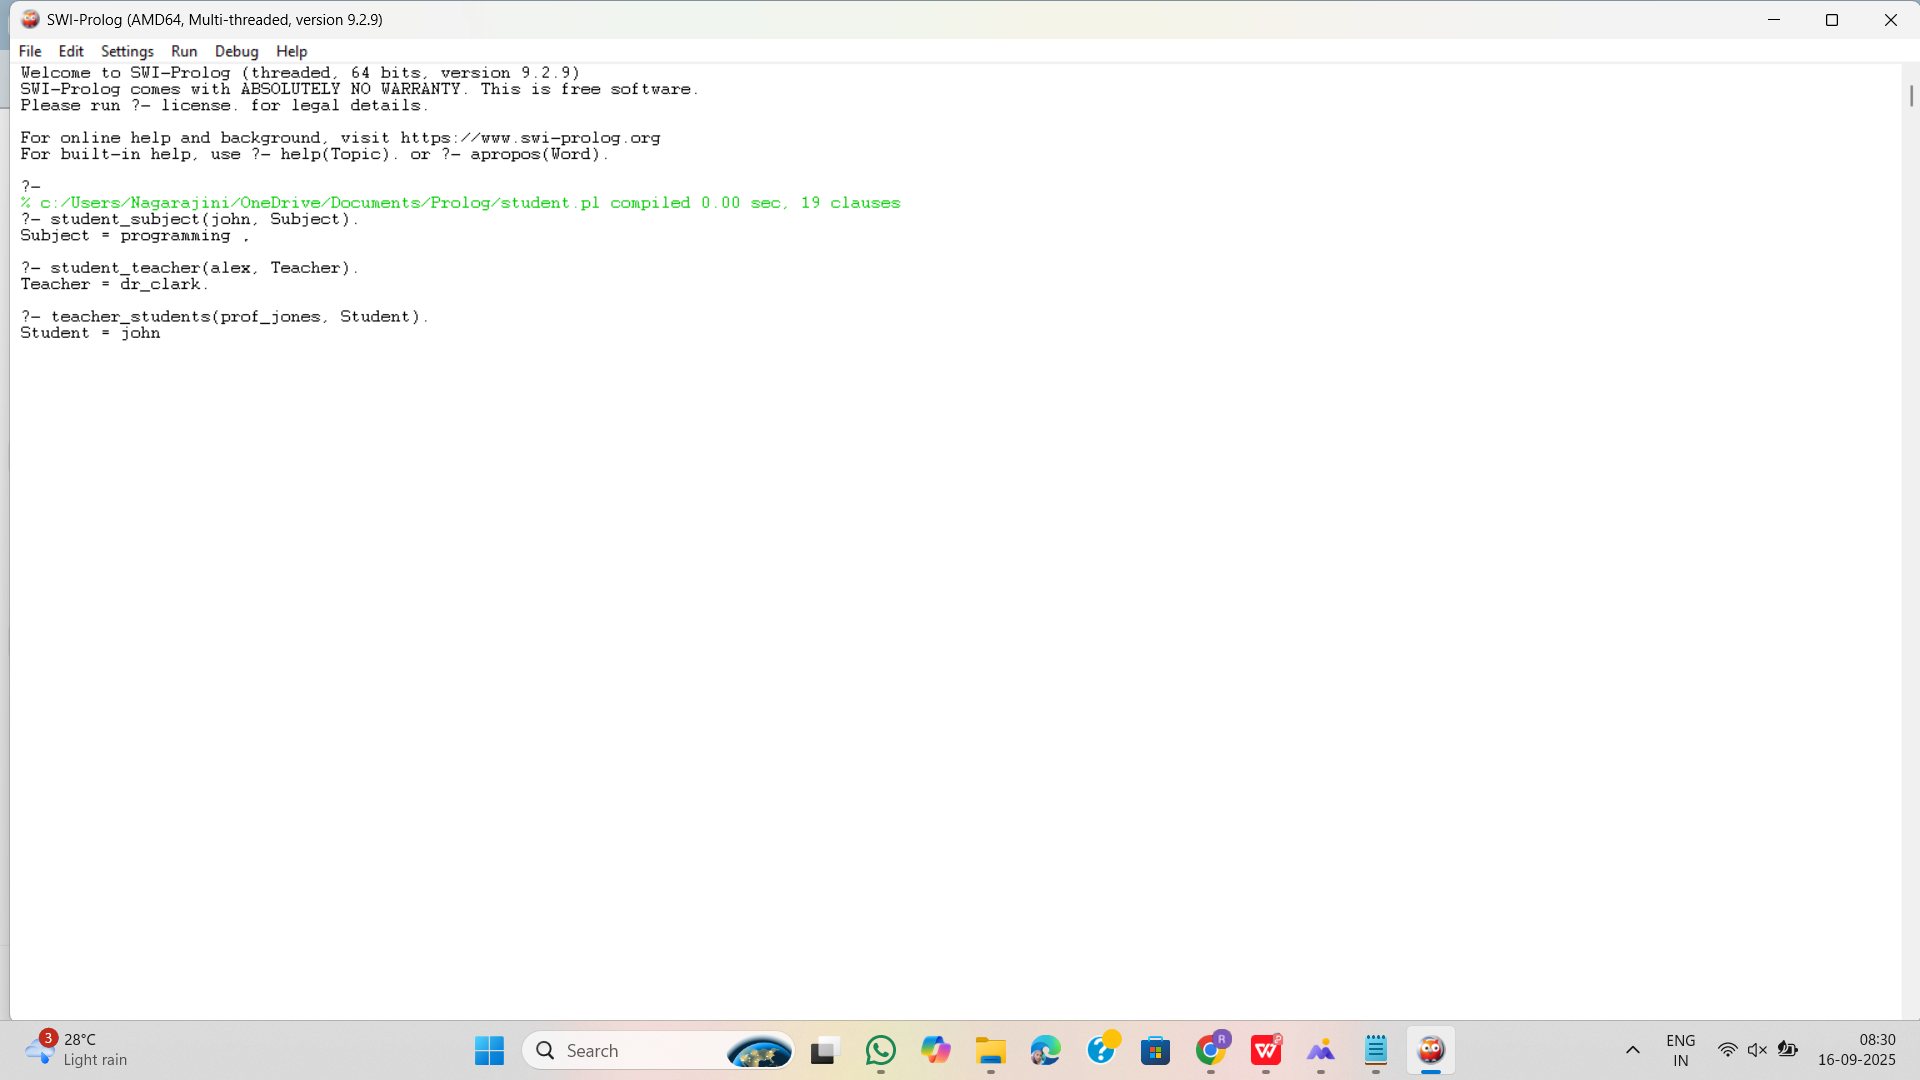 SWI-Prolog (AMD64, Multi-threaded, version 9.2.9)
File Edit Settings Run Debug Help
Welcome to SWI-Prolog (threaded, 64 bits, version 9.2.9)
SWI-Prolog comes with ABSOLUTELY NO WARRANTY. This is free software.
Please run ?- license. for legal details.
For online help and background, visit https://www.swi-prolog.org
For built-in help, use ?- help(Topic). or ?- apropos(Word).
?-
% c:/Users/Nagarajini/OneDrive/Documents/Prolog/student.pl compiled 0.00 sec, 19 clauses
?- student_subject(john, Subject).
Subject = programming .
?- student_teacher(alex, Teacher).
Teacher = dr_clark.
?- teacher_students(prof_jones, Student).
Student = john
3
28°C
Light rain
Search
R
ENG
IN
08:30
16-09-2025